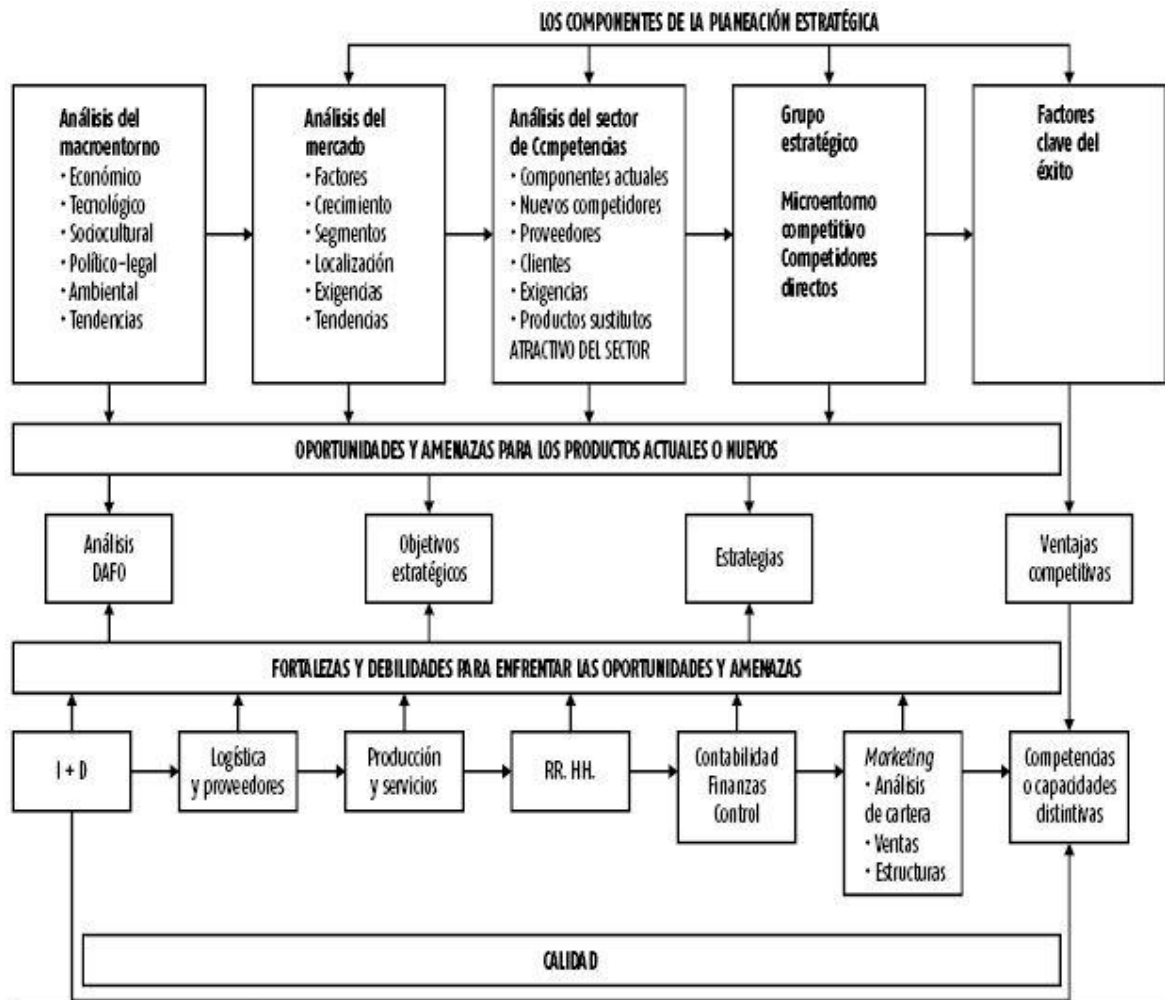 LOS COMPONENTES DE LA PLANEACIÓN ESTRATÉGICA
Análisis del
macroentorno
• Económico
• Tecnológico
• Sociocultural
• Político-legal
• Ambiental
• Tendencias
Análisis del
mercado
• Factores
• Crecimiento
• Segmentos
• Localización
• Exigencias
• Tendencias
Análisis del sector
de Competencias
• Componentes actuales
• Nuevos competidores
• Proveedores
• Clientes
• Exigencias
• Productos sustitutos
ATRACTIVO DEL SECTOR
Grupo
estratégico
Microentorno
competitivo
Competidores
directos
Factores
clave del
éxito
OPORTUNIDADES Y AMENAZAS PARA LOS PRODUCTOS ACTUALES O NUEVOS
Análisis
DAFO
Objetivos
estratégicos
Estrategias
Ventajas
competitivas
FORTALEZAS Y DEBILIDADES PARA ENFRENTAR LAS OPORTUNIDADES Y AMENAZAS
I + D
Logística
y proveedores
Producción
y servicios
RR. HH.
Contabilidad
Finanzas
Control
Marketing
• Análisis
de cartera
• Ventas
• Estructuras
Competencias
o capacidades
distintivas
CALIDAD